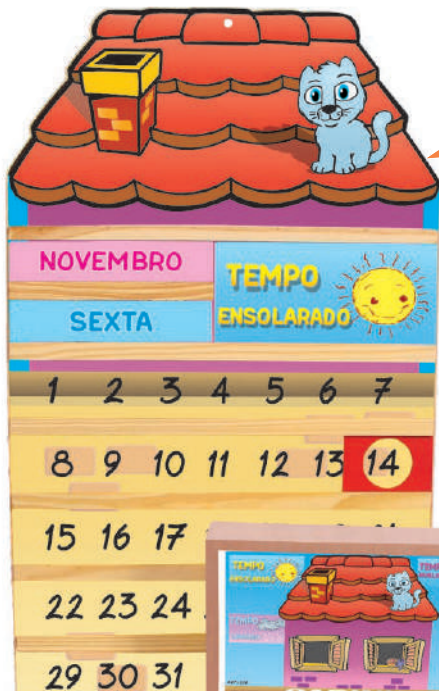 NOVEMBRO
TEMPO
SEXTA
ENSOLARADO
1 2 3 4 5 6 7
8 9 10 11 12 13 14
15 16 17
22 23 24
29 30 31
TEMPO
ENSOLARADO